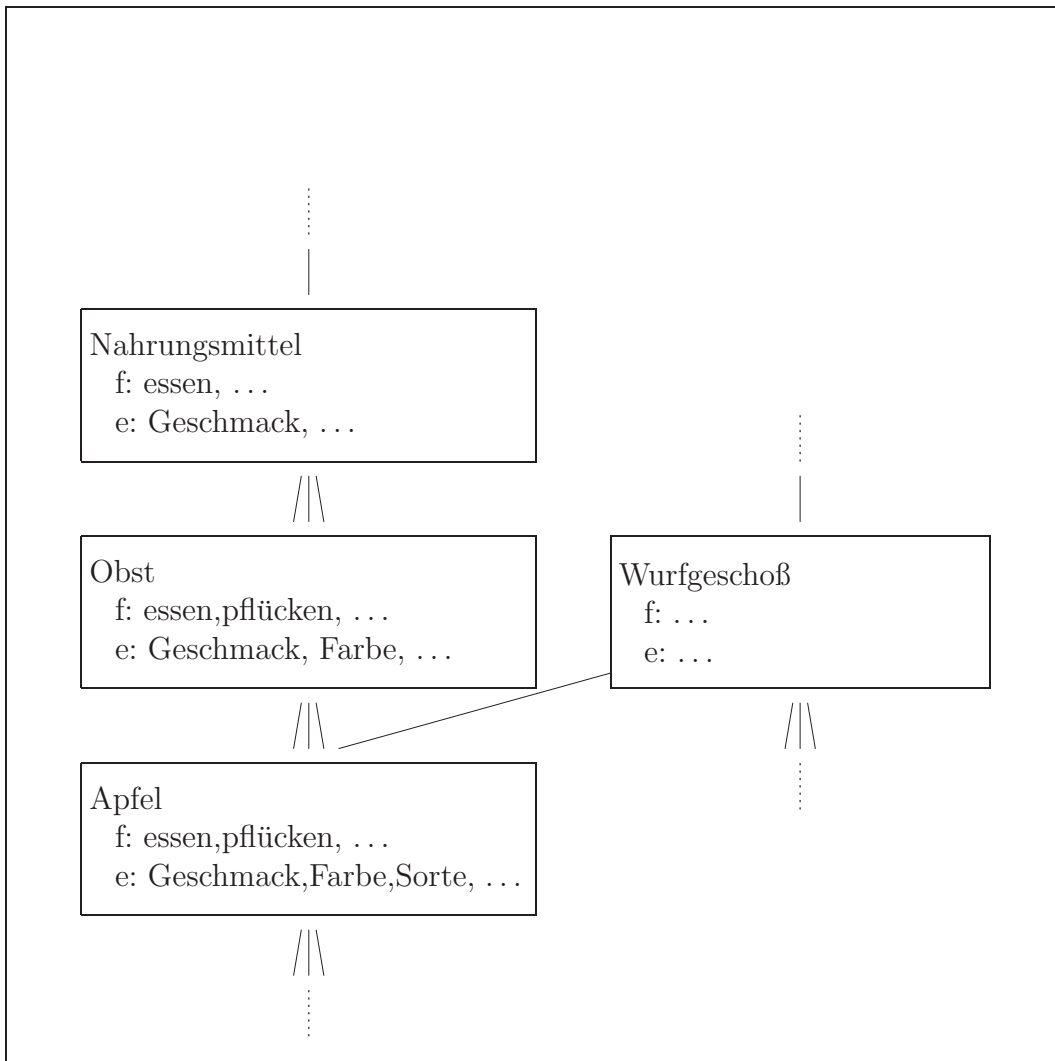 Nahrungsmittel
f: essen, ...
e: Geschmack, ...
Obst
f: essen,pflücken, ...
e: Geschmack, Farbe, ...
Wurfgeschoß
f: ...
e: ...
Apfel
f: essen,pflücken, ...
e: Geschmack,Farbe,Sorte, ...